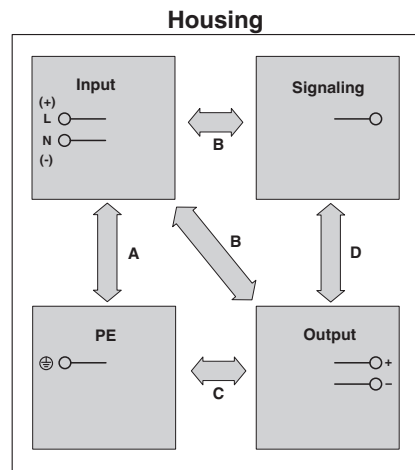 Housing
Input
(+)
L
N
(-)
Signaling
B
A
B
D
PE
C
Output
+
–